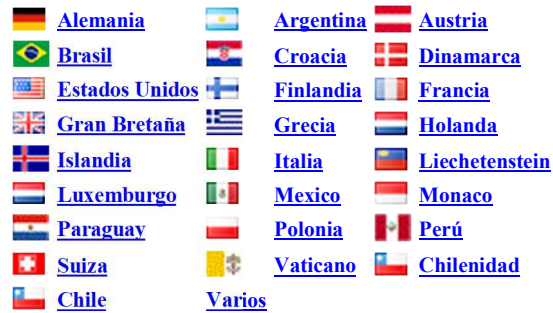 Alemania Argentina Austria
Brasil Croacia Dinamarca
Estados Unidos Finlandia Francia
Gran Bretaña Grecia Holanda
Islandia Italia Liechetenstein
Luxemburgo Mexico Monaco
Paraguay Polonia Perú
Suiza Vaticano Chilenidad
Chile Varios